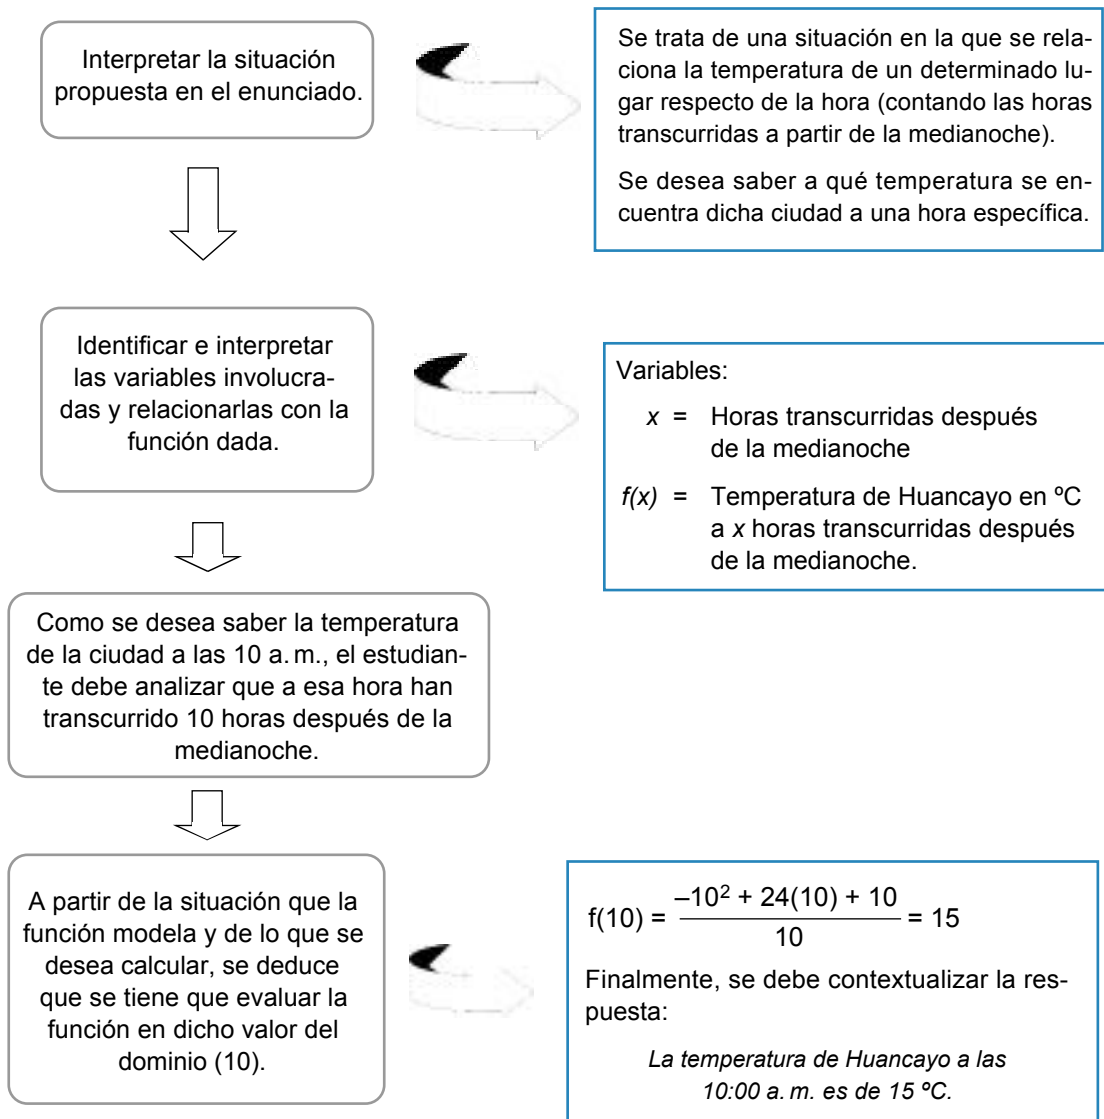 Interpretar la situación
propuesta en el enunciado.
Se trata de una situación en la que se rela-
ciona la temperatura de un determinado lu-
gar respecto de la hora (contando las horas
transcurridas a partir de la medianoche).
Se desea saber a qué temperatura se en-
cuentra dicha ciudad a una hora específica.
Identificar e interpretar
las variables involucra-
das y relacionarlas con la
función dada.
Variables:
x = Horas transcurridas después
de la medianoche
f(x) = Temperatura de Huancayo en ºC
a x horas transcurridas después
de la medianoche.
Como se desea saber la temperatura
de la ciudad a las 10 a. m., el estudian-
te debe analizar que a esa hora han
transcurrido 10 horas después de la
medianoche.
A partir de la situación que la
función modela y de lo que se
desea calcular, se deduce
que se tiene que evaluar la
función en dicho valor del
dominio (10).
–10² + 24(10) + 10
f(10) = = 15
10
Finalmente, se debe contextualizar la res-
puesta:
La temperatura de Huancayo a las
10:00 a. m. es de 15 ºC.